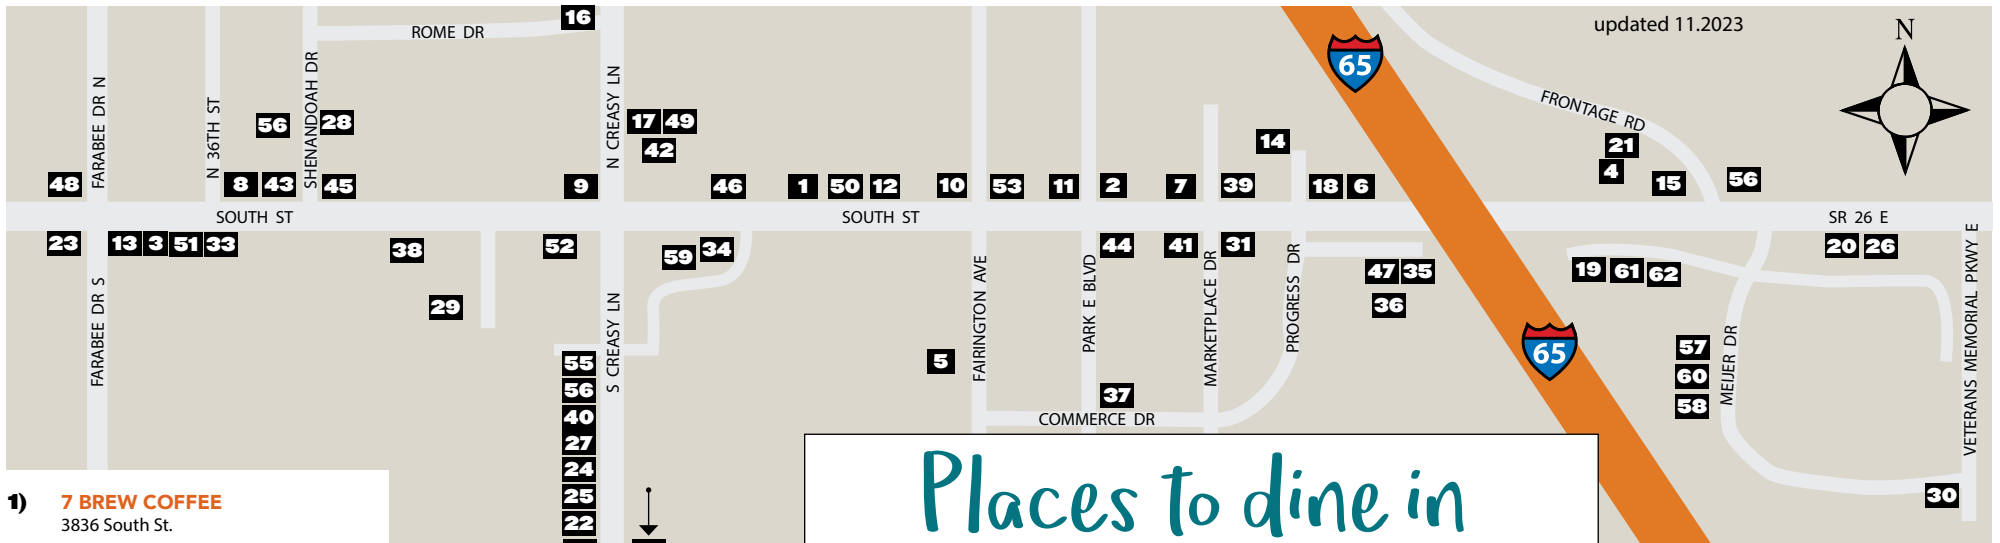 updated 11.2023
N
16
ROME DR
65
FARABEE DR N
N 36TH ST
SHENANDOAH DR
N CREASY LN
FRONTAGE RD
56
28
17
49
42
14
21
4
48
8
43
45
9
46
1
50
12
10
53
11
2
7
39
18
6
15
56
SOUTH ST
SOUTH ST
SR 26 E
23
13
3
51
33
38
52
59
34
44
41
31
20
26
47
35
36
19
61
62
29
FARABEE DR S
S CREASY LN
FAIRINGTON AVE
PARK E BLVD
MARKETPLACE DR
PROGRESS DR
65
MEIJER DR
VETERANS MEMORIAL PKWY E
5
37
COMMERCE DR
55
56
40
27
24
25
22
57
60
58
30
1) 7 BREW COFFEE
3836 South St.
Places to dine in